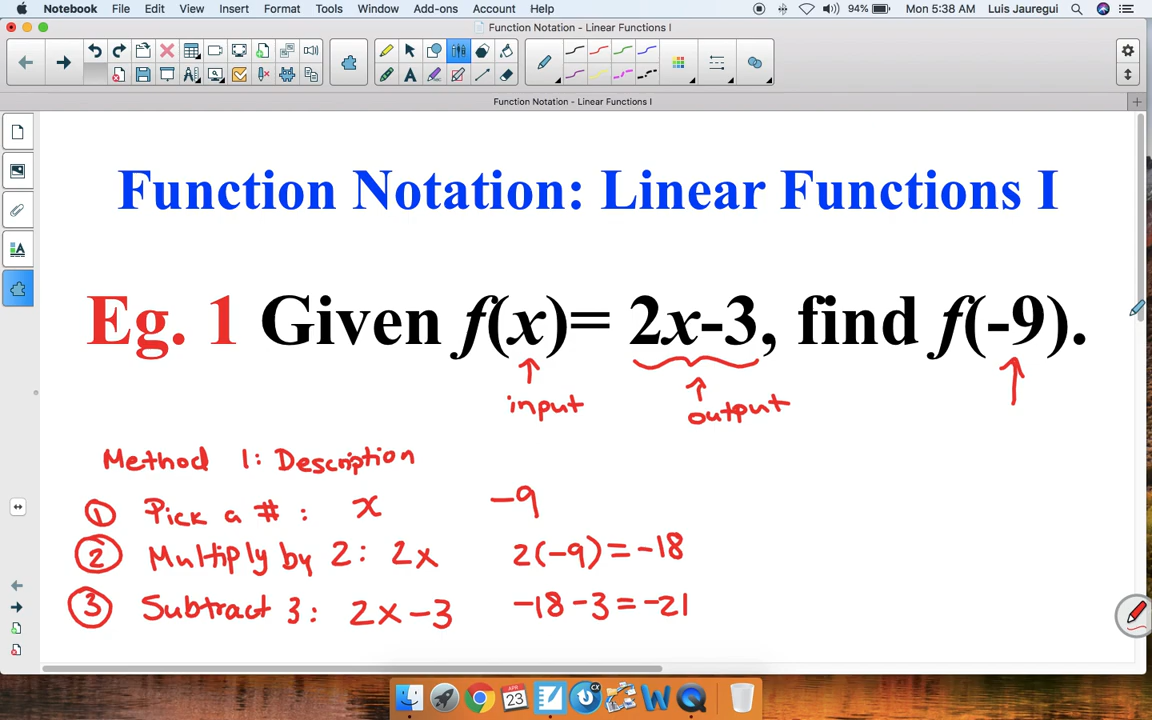 Notebook File Edit View Insert Format Tools Window Add-ons Account Help 94% Mon 5:38 AM Luis Jauregui
Function Notation - Linear Functions I
Function Notation - Linear Functions I
Function Notation: Linear Functions I
Eg. 1 Given f(x)= 2x-3, find f(-9).
input output
Method 1: Description
① Pick a # : x -9
② Multiply by 2: 2x 2(-9)=-18
③ Subtract 3: 2x-3 -18-3=-21
APR
23
CX
W